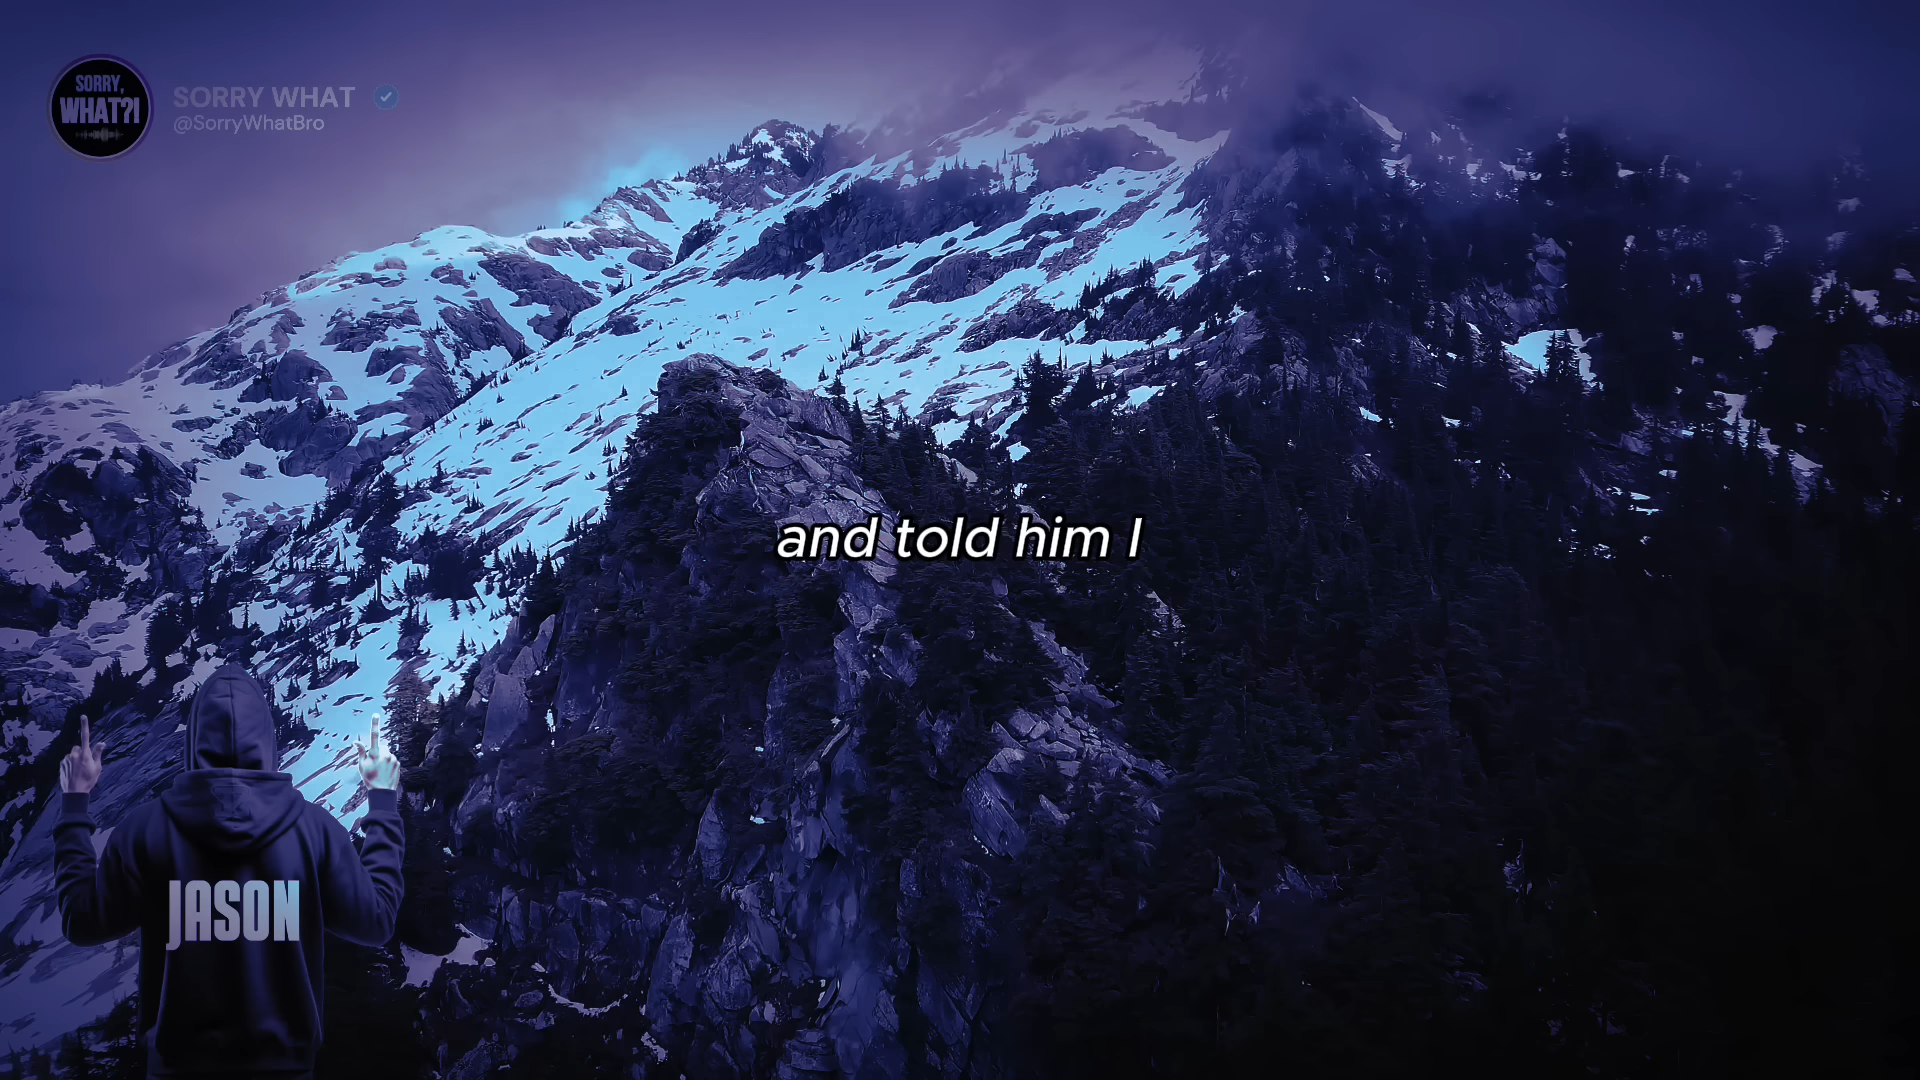 SORRY,
WHAT?!
SORRY WHAT
@SorryWhatBro
and told him I
JASON